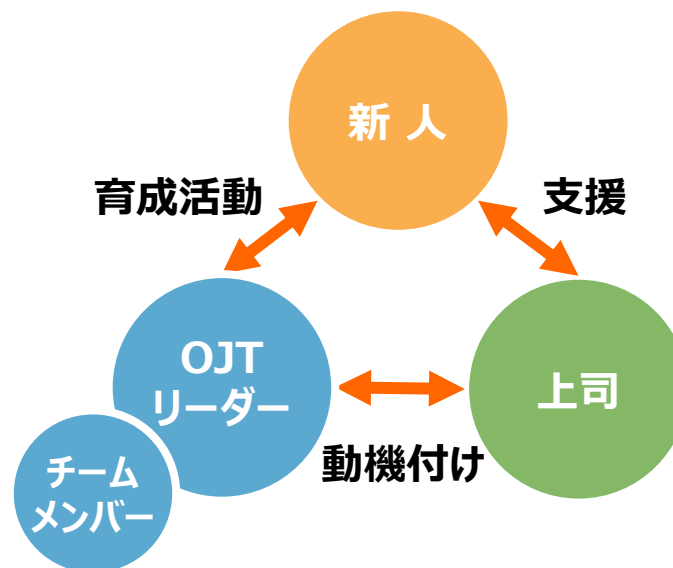 新 人
育成活動
支援
OJT
リーダー
上司
動機付け
チーム
メンバー